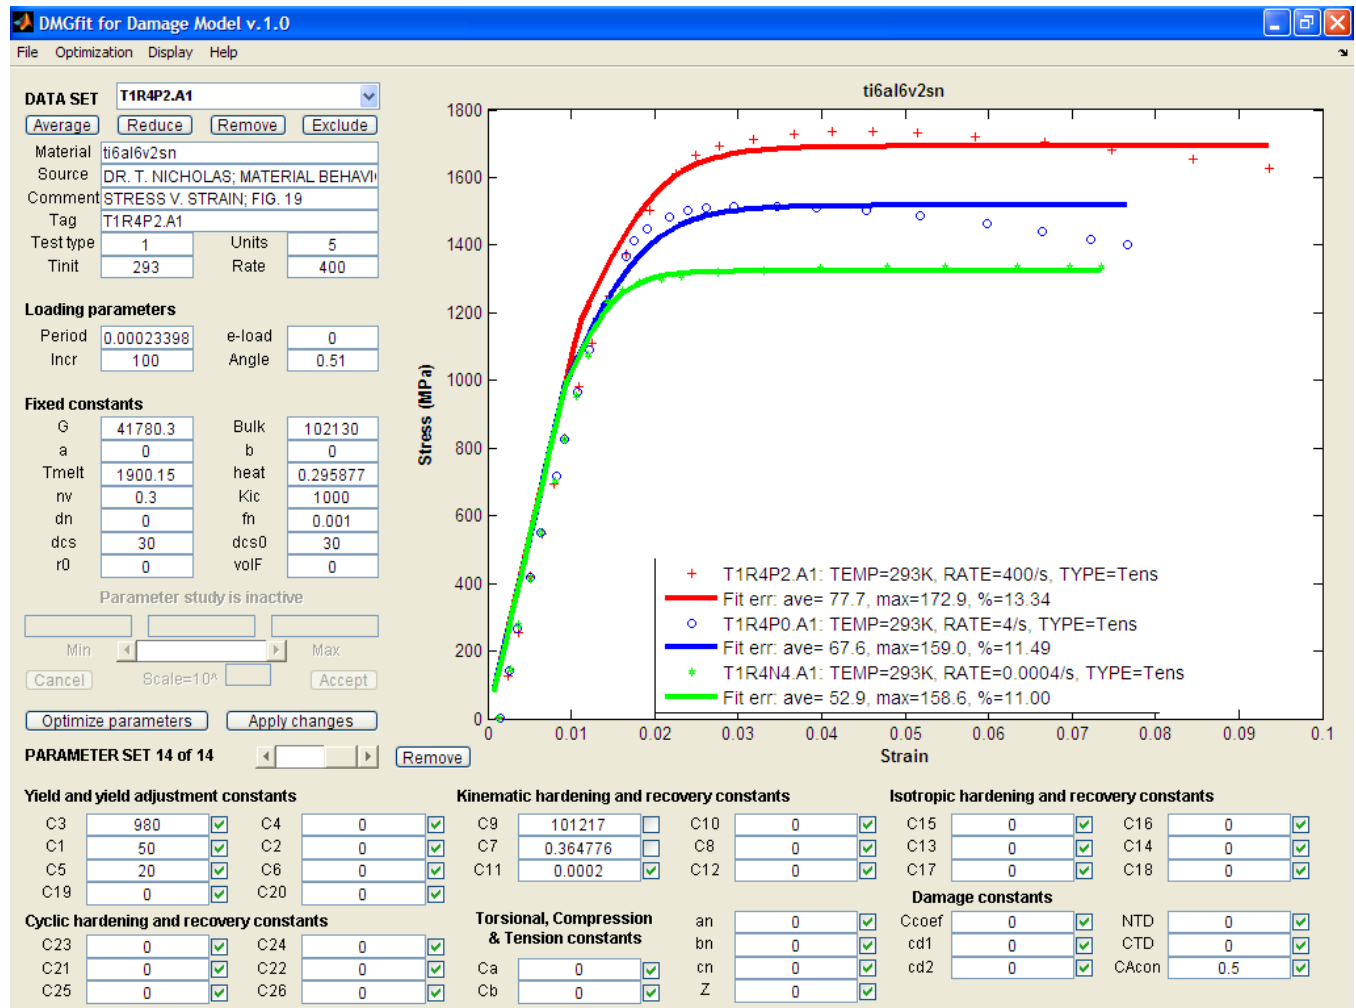 DMGfit for Damage Model v.1.0
File Optimization Display Help
DATA SET T1R4P2.A1
Average Reduce Remove Exclude
Material ti6al6v2sn
Source DR. T. NICHOLAS; MATERIAL BEHAVI
Comment STRESS V. STRAIN; FIG. 19
Tag T1R4P2.A1
Test type 1 Units 5
Tinit 293 Rate 400
Loading parameters
Period 0.00023398 e-load 0
Incr 100 Angle 0.51
Fixed constants
G 41780.3 Bulk 102130
a 0 b 0
Tmelt 1900.15 heat 0.295877
nv 0.3 Kic 1000
dn 0 fn 0.001
dcs 30 dcs0 30
r0 0 volF 0
Parameter study is inactive
Min Max
Cancel Scale=10^ Accept
Optimize parameters Apply changes
PARAMETER SET 14 of 14 Remove
ti6al6v2sn
1800
1600
1400
1200
1000
800
600
400
200
0
Stress (MPa)
T1R4P2.A1: TEMP=293K, RATE=400/s, TYPE=Tens
Fit err: ave= 77.7, max=172.9, %=13.34
T1R4P0.A1: TEMP=293K, RATE=4/s, TYPE=Tens
Fit err: ave= 67.6, max=159.0, %=11.49
T1R4N4.A1: TEMP=293K, RATE=0.0004/s, TYPE=Tens
Fit err: ave= 52.9, max=158.6, %=11.00
0 0.01 0.02 0.03 0.04 0.05 0.06 0.07 0.08 0.09 0.1
Strain
Yield and yield adjustment constants
C3 980 C4 0
C1 50 C2 0
C5 20 C6 0
C19 0 C20 0
Cyclic hardening and recovery constants
C23 0 C24 0
C21 0 C22 0
C25 0 C26 0
Kinematic hardening and recovery constants
C9 101217 C10 0
C7 0.364776 C8 0
C11 0.0002 C12 0
Torsional, Compression
& Tension constants
Ca 0
Cb 0
an 0
bn 0
cn 0
Z 0
Isotropic hardening and recovery constants
C15 0 C16 0
C13 0 C14 0
C17 0 C18 0
Damage constants
Ccoef 0 NTD 0
cd1 0 CTD 0
cd2 0 CAcon 0.5